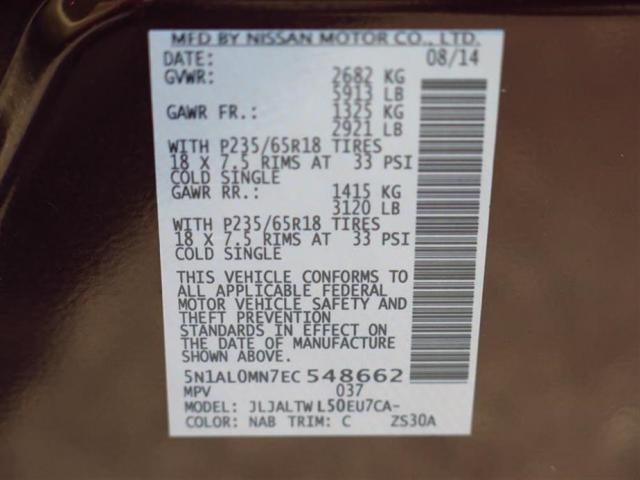 MFD BY NISSAN MOTOR CO., LTD.
DATE: 08/14
GVWR: 2682 KG
5913 LB
GAWR FR.: 1325 KG
2921 LB
WITH P235/65R18 TIRES
18 X 7.5 RIMS AT 33 PSI
COLD SINGLE
GAWR RR.: 1415 KG
3120 LB
WITH P235/65R18 TIRES
18 X 7.5 RIMS AT 33 PSI
COLD SINGLE
THIS VEHICLE CONFORMS TO
ALL APPLICABLE FEDERAL
MOTOR VEHICLE SAFETY AND
THEFT PREVENTION
STANDARDS IN EFFECT ON
THE DATE OF MANUFACTURE
SHOWN ABOVE.
5N1AL0MN7EC 548662
MPV 037
MODEL: JLJALTW L50EU7CA-
COLOR: NAB TRIM: C ZS30A